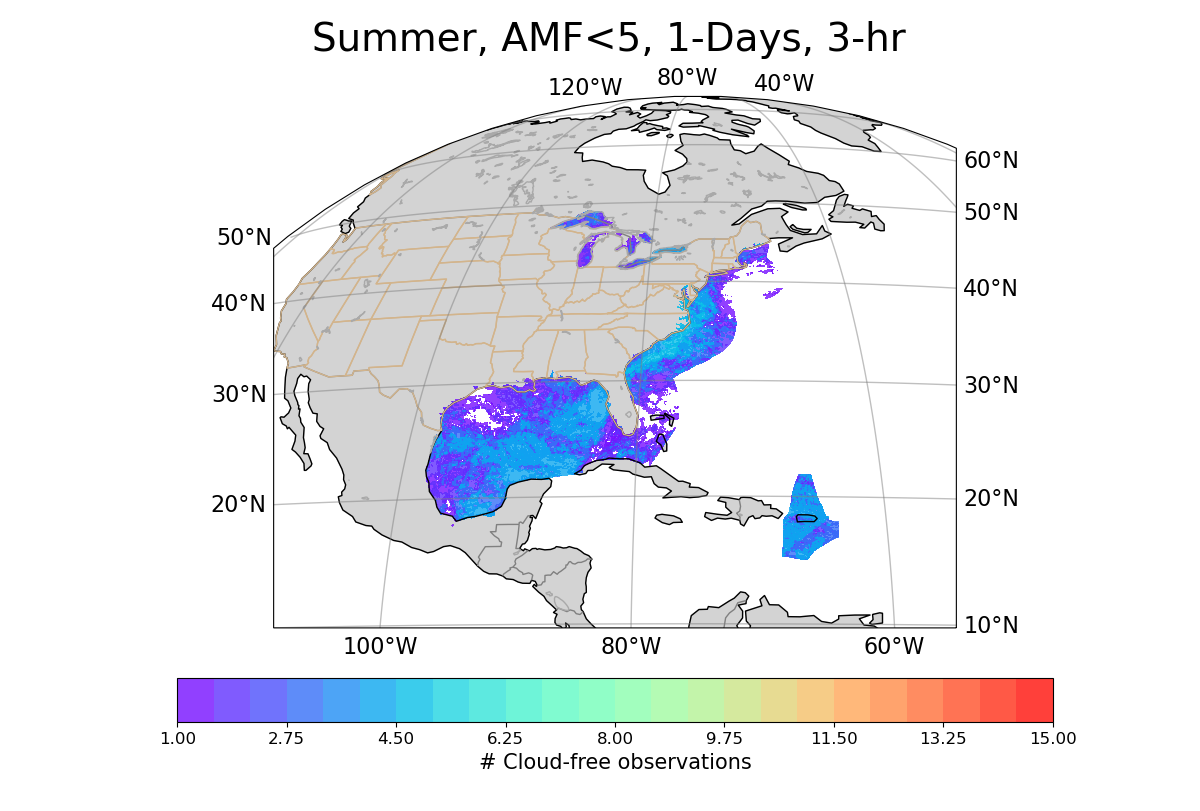 Summer, AMF<5, 1-Days, 3-hr
120°W 80°W 40°W
60°N
50°N
50°N
40°N
40°N
30°N
30°N
20°N
20°N
10°N
100°W 80°W 60°W
1.00 2.75 4.50 6.25 8.00 9.75 11.50 13.25 15.00
# Cloud-free observations